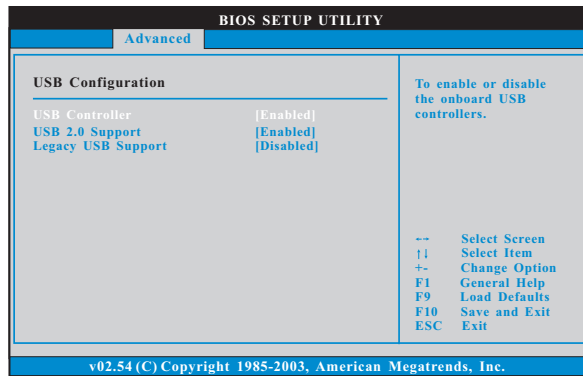 BIOS SETUP UTILITY
Advanced
USB Configuration
USB Controller [Enabled]
USB 2.0 Support [Enabled]
Legacy USB Support [Disabled]
To enable or disable
the onboard USB
controllers.
←→ Select Screen
↑↓ Select Item
+- Change Option
F1 General Help
F9 Load Defaults
F10 Save and Exit
ESC Exit
v02.54 (C) Copyright 1985-2003, American Megatrends, Inc.